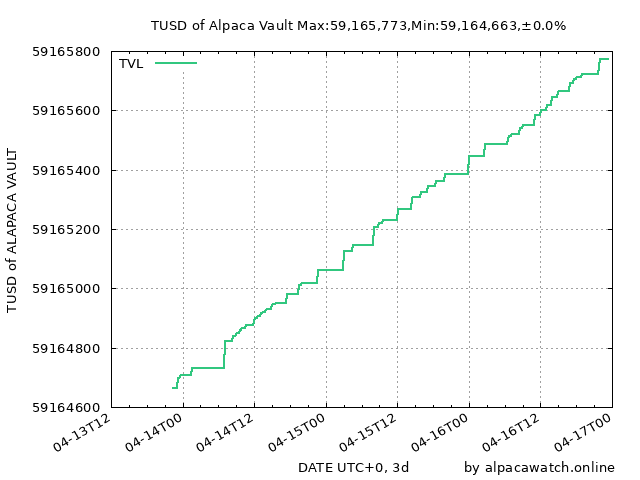 TUSD of Alpaca Vault Max:59,165,773,Min:59,164,663,±0.0%
TVL
59165800
59165600
59165400
59165200
59165000
59164800
59164600
TUSD of ALAPACA VAULT
04-13T12
04-14T00
04-14T12
04-15T00
04-15T12
04-16T00
04-16T12
04-17T00
DATE UTC+0, 3d
by alpacawatch.online